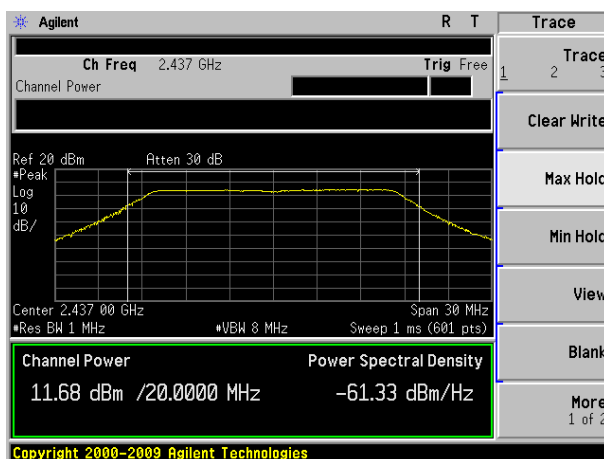 Agilent R T Trace
Ch Freq 2.437 GHz Trig Free
Channel Power
Trace
1 2 3
Clear Write
Max Hold
Min Hold
View
Blank
More
1 of 2
Ref 20 dBm Atten 30 dB
#Peak
Log
10
dB/
Center 2.437 00 GHz Span 30 MHz
#Res BW 1 MHz #VBW 8 MHz Sweep 1 ms (601 pts)
Channel Power Power Spectral Density
11.68 dBm /20.0000 MHz -61.33 dBm/Hz
Copyright 2000-2009 Agilent Technologies